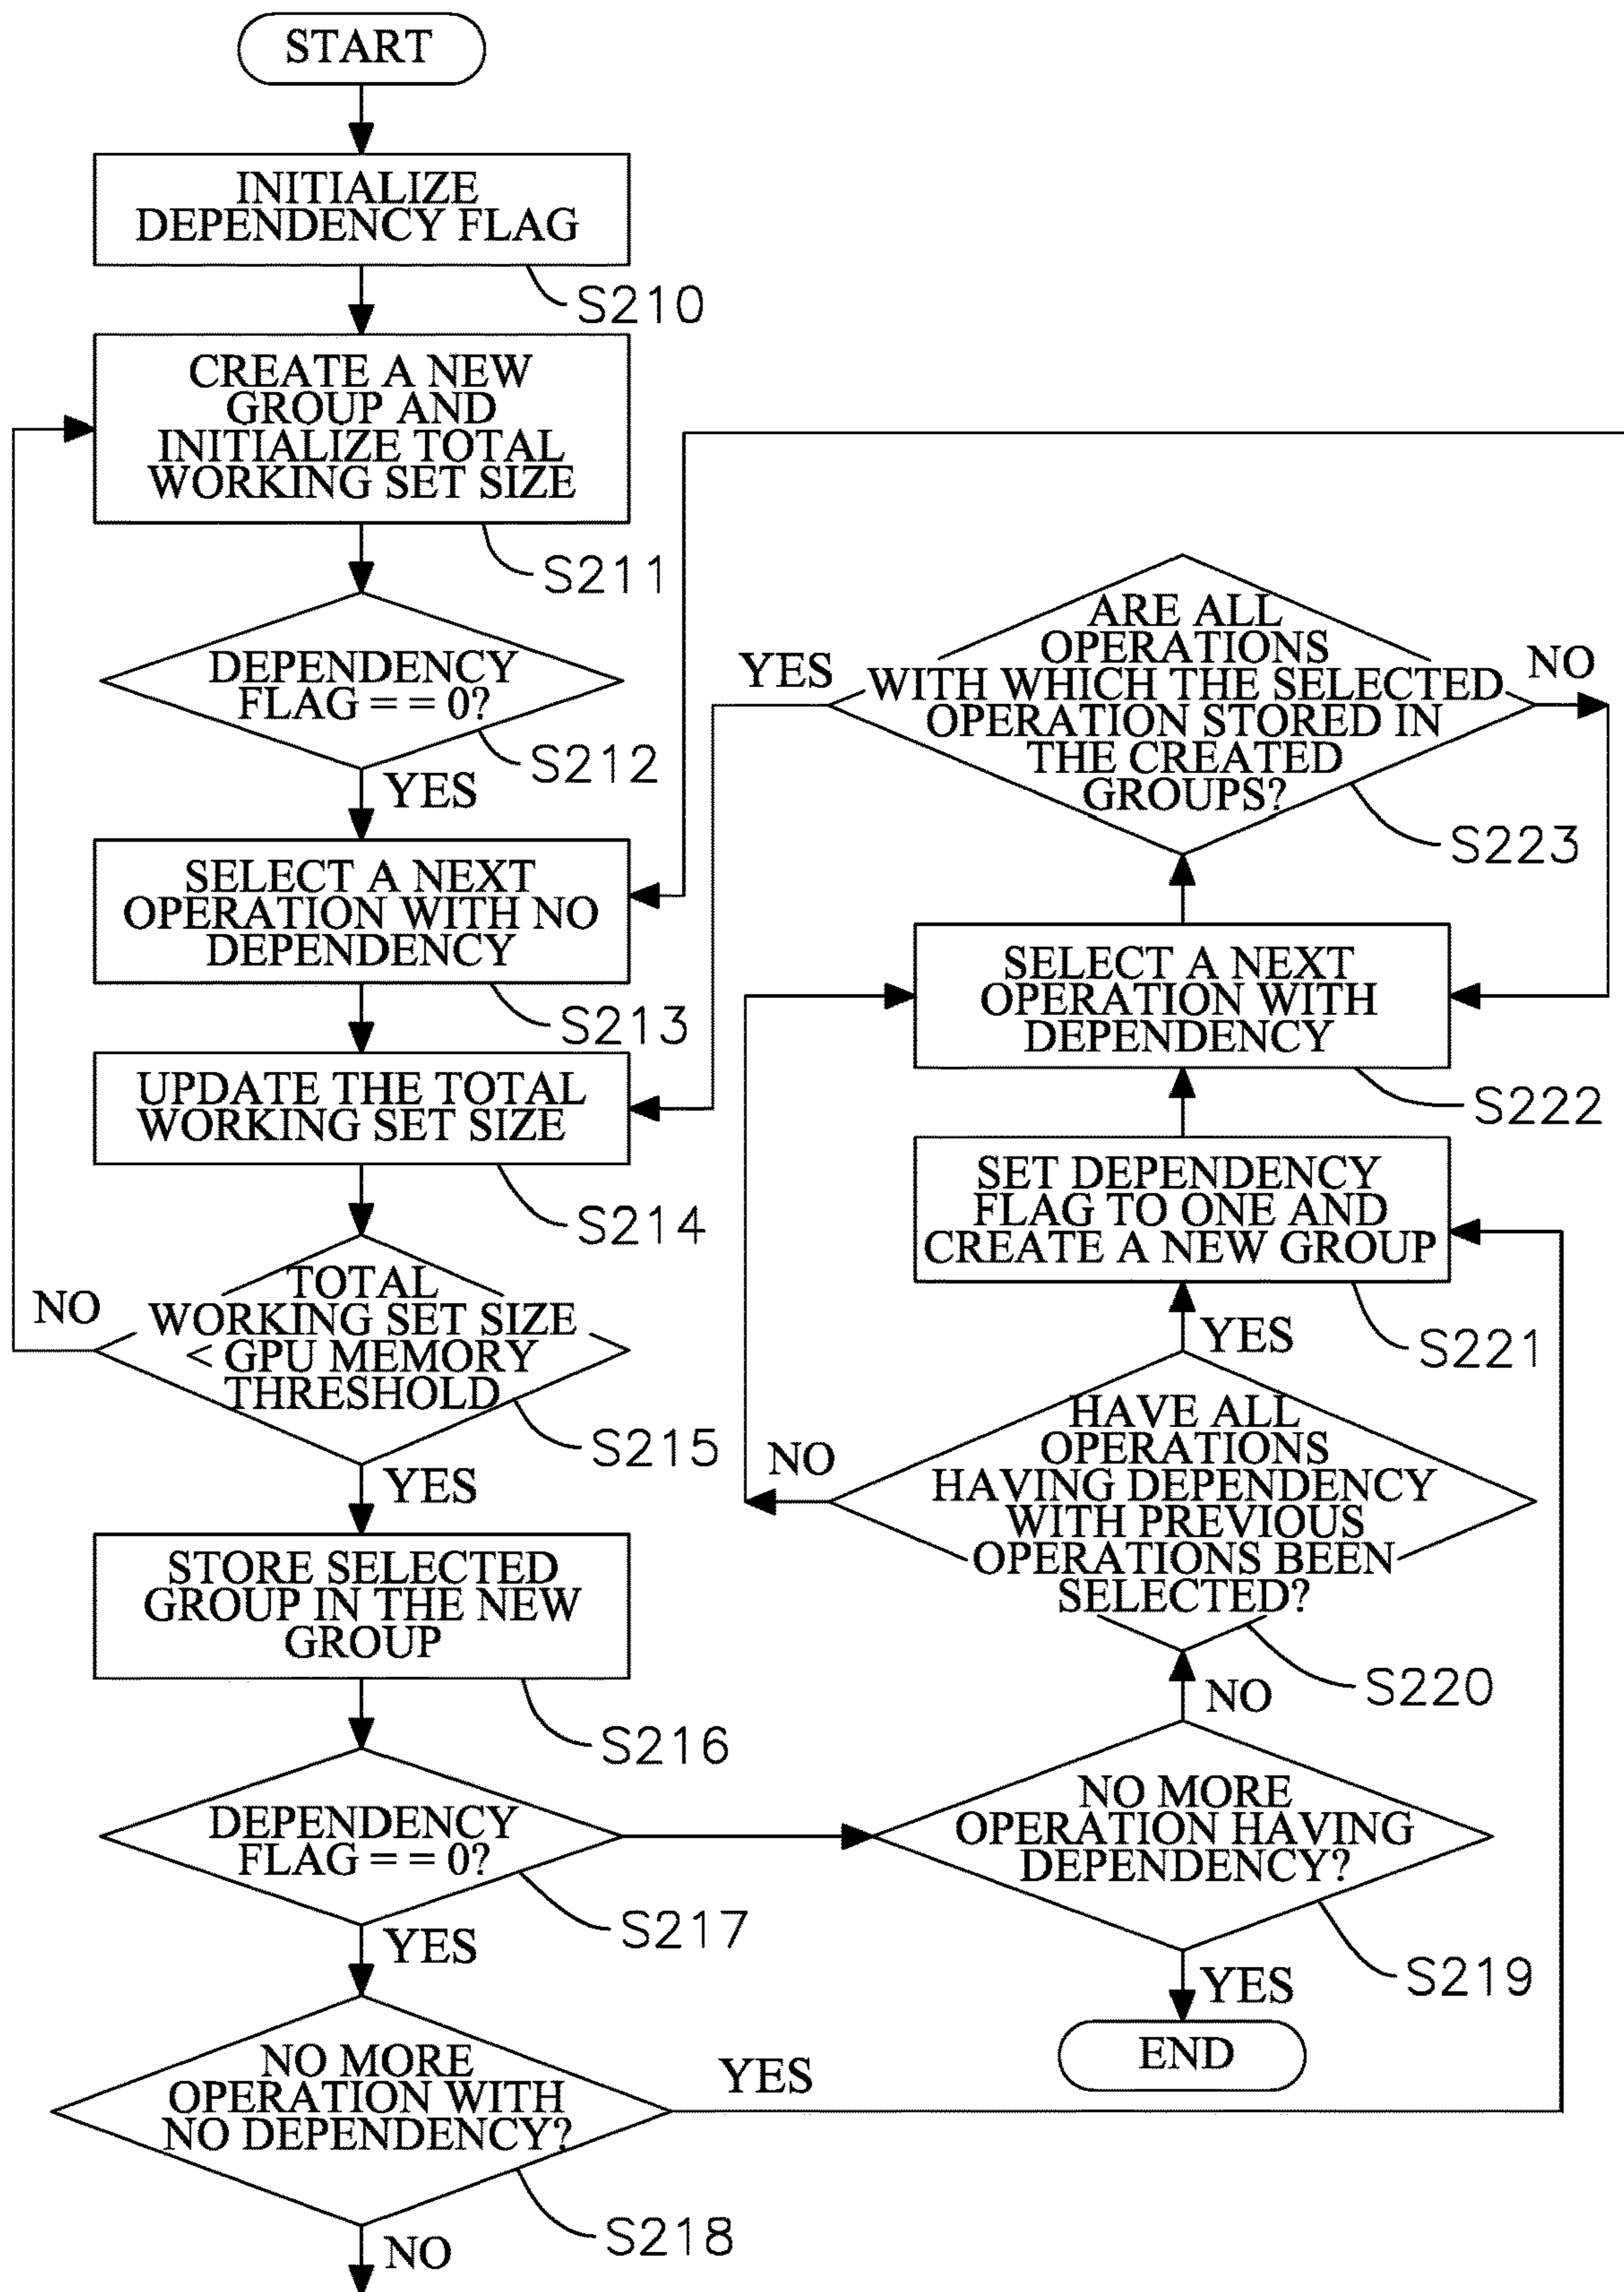 START
INITIALIZE
DEPENDENCY FLAG
S210
CREATE A NEW
GROUP AND
INITIALIZE TOTAL
WORKING SET SIZE
S211
DEPENDENCY
FLAG = = 0?
S212
YES
SELECT A NEXT
OPERATION WITH NO
DEPENDENCY
S213
UPDATE THE TOTAL
WORKING SET SIZE
S214
TOTAL
WORKING SET SIZE
< GPU MEMORY
THRESHOLD
S215
NO
YES
STORE SELECTED
GROUP IN THE NEW
GROUP
S216
DEPENDENCY
FLAG = = 0?
S217
YES
NO MORE
OPERATION WITH
NO DEPENDENCY?
S218
YES
NO
ARE ALL
OPERATIONS
WITH WHICH THE SELECTED
OPERATION STORED IN
THE CREATED
GROUPS?
S223
YES
NO
SELECT A NEXT
OPERATION WITH
DEPENDENCY
S222
SET DEPENDENCY
FLAG TO ONE AND
CREATE A NEW GROUP
S221
YES
HAVE ALL
OPERATIONS
HAVING DEPENDENCY
WITH PREVIOUS
OPERATIONS BEEN
SELECTED?
S220
NO
NO
NO MORE
OPERATION HAVING
DEPENDENCY?
S219
YES
END